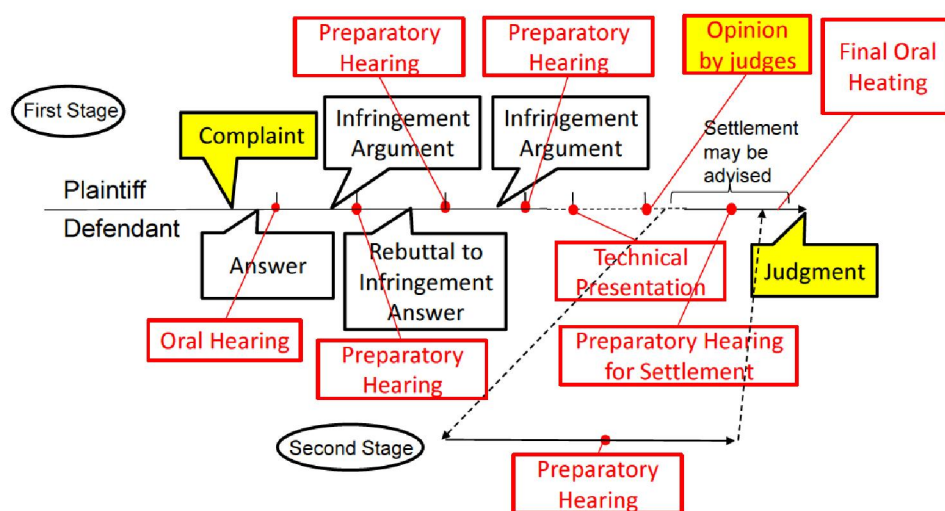 Preparatory
Hearing
Preparatory
Hearing
Opinion
by judges
Final Oral
Heating
First Stage
Complaint
Infringement
Argument
Infringement
Argument
Settlement
may be
advised
Plaintiff
Defendant
Answer
Rebuttal to
Infringement
Answer
Technical
Presentation
Judgment
Oral Hearing
Preparatory
Hearing
Preparatory Hearing
for Settlement
Second Stage
Preparatory
Hearing